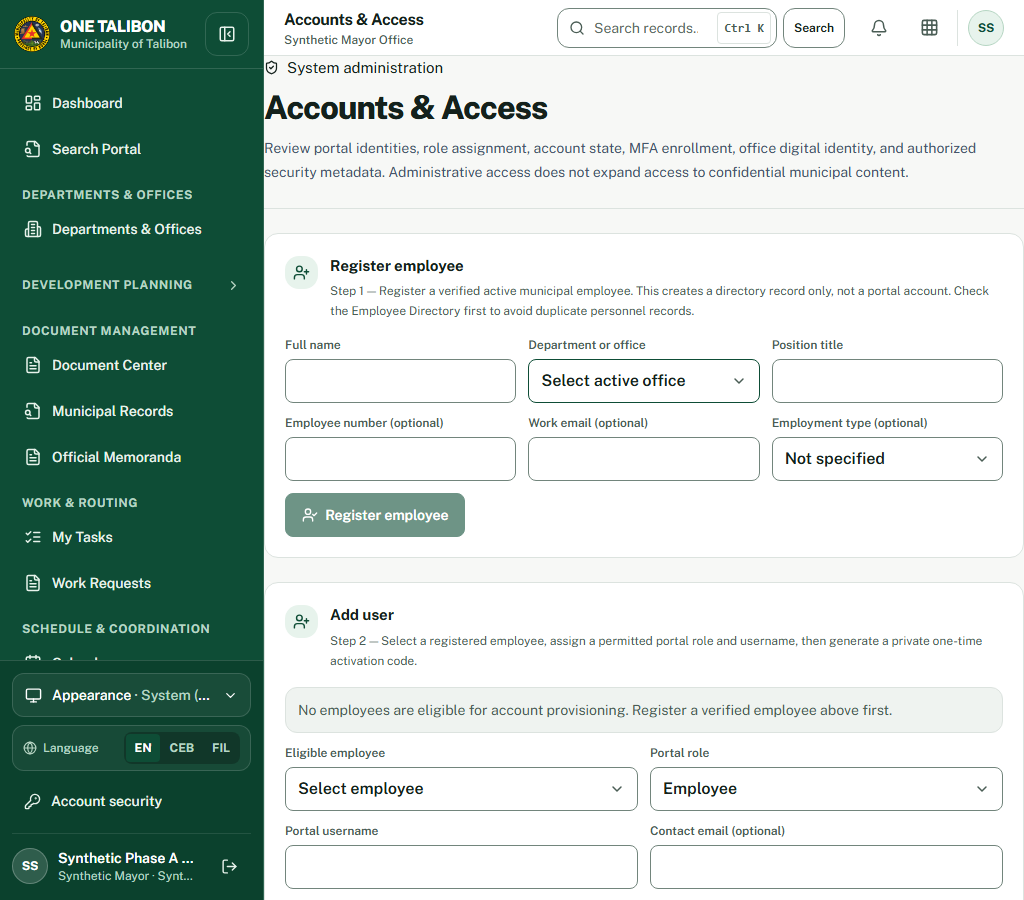 ONE TALIBON
Municipality of Talibon
Dashboard
Search Portal
DEPARTMENTS & OFFICES
Departments & Offices
DEVELOPMENT PLANNING
DOCUMENT MANAGEMENT
Document Center
Municipal Records
Official Memoranda
WORK & ROUTING
My Tasks
Work Requests
SCHEDULE & COORDINATION
Appearance · System (...
Language
EN CEB FIL
Account security
SS
Synthetic Phase A ...
Synthetic Mayor · Synt...
Accounts & Access
Synthetic Mayor Office
Search records..
Ctrl K
Search
SS
System administration
Accounts & Access
Review portal identities, role assignment, account state, MFA enrollment, office digital identity, and authorized
security metadata. Administrative access does not expand access to confidential municipal content.
Register employee
Step 1 — Register a verified active municipal employee. This creates a directory record only, not a portal account. Check
the Employee Directory first to avoid duplicate personnel records.
Full name
Department or office
Position title
Select active office
Employee number (optional)
Work email (optional)
Employment type (optional)
Not specified
Register employee
Add user
Step 2 — Select a registered employee, assign a permitted portal role and username, then generate a private one-time
activation code.
No employees are eligible for account provisioning. Register a verified employee above first.
Eligible employee
Portal role
Select employee
Employee
Portal username
Contact email (optional)